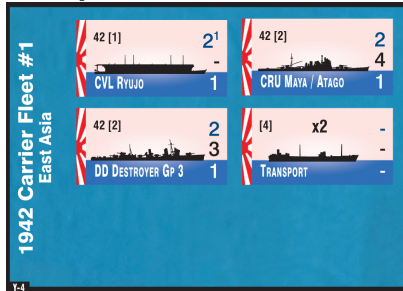 1942 Carrier Fleet #1
East Asia
42 [1]
2¹
-
CVL RYUJO
1
42 [2]
2
4
CRU MAYA / ATAGO
1
42 [2]
2
3
DD DESTROYER GP 3
1
[4]
x2
-
-
TRANSPORT
-
Y-4